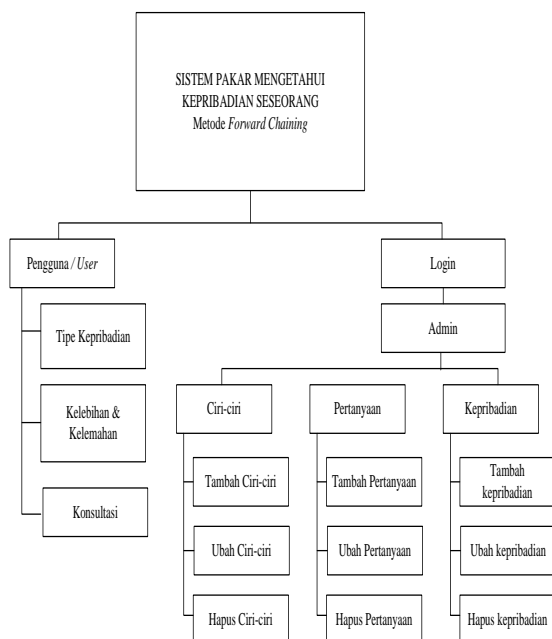 SISTEM PAKAR MENGETAHUI
KEPRIBADIAN SESEORANG
Metode Forward Chaining
Pengguna / User
Login
Tipe Kepribadian
Admin
Kelebihan &
Kelemahan
Ciri-ciri
Pertanyaan
Kepribadian
Konsultasi
Tambah Ciri-ciri
Tambah Pertanyaan
Tambah
kepribadian
Ubah Ciri-ciri
Ubah Pertanyaan
Ubah kepribadian
Hapus Ciri-ciri
Hapus Pertanyaan
Hapus kepribadian